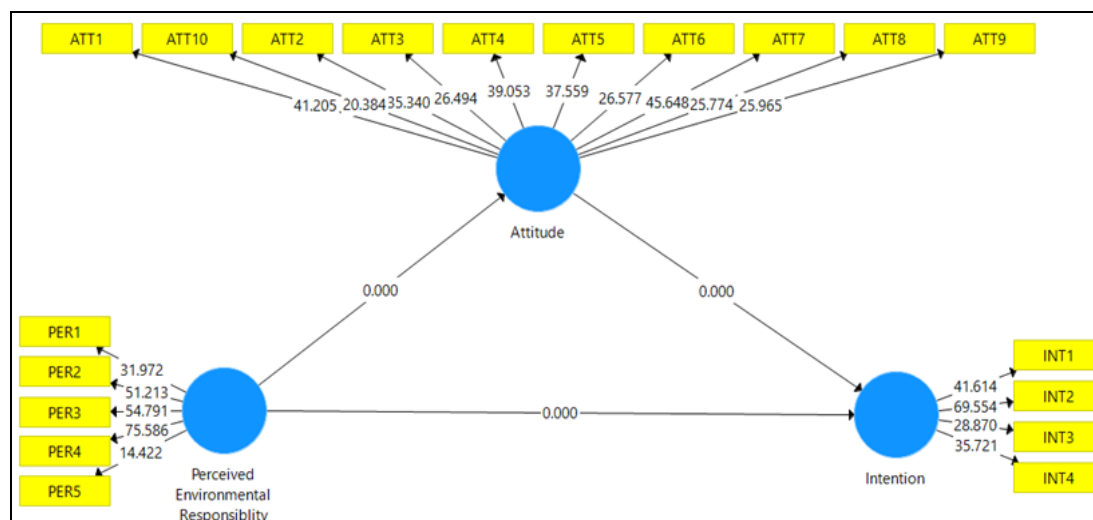 ATT1 ATT10 ATT2 ATT3 ATT4 ATT5 ATT6 ATT7 ATT8 ATT9
41.205 20.384 35.340 26.494 39.053 37.559 26.577 45.648 25.774 25.965
Attitude
0.000 0.000
PER1
PER2
PER3
PER4
PER5
31.972
51.213
54.791
75.586
14.422
0.000
INT1
INT2
INT3
INT4
41.614
69.554
28.870
35.721
Perceived
Environmental
Responsiblity
Intention